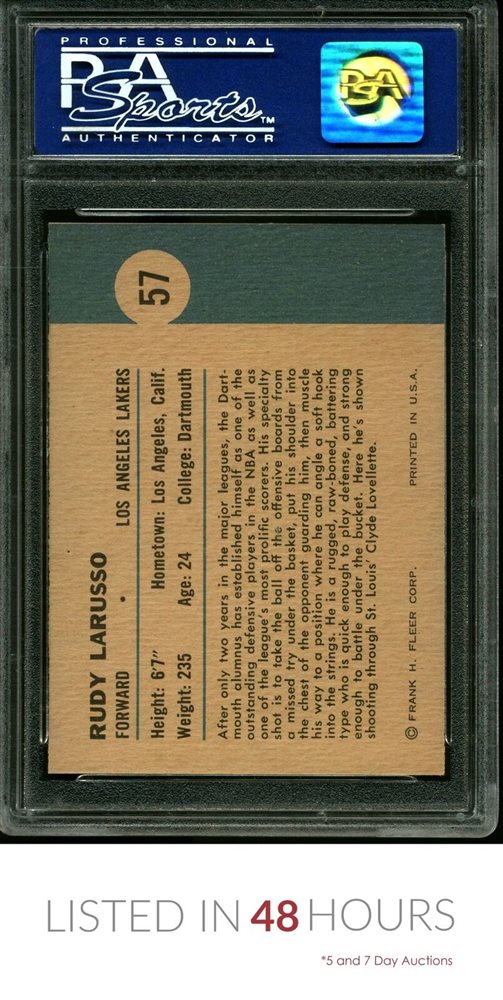 PROFESSIONAL
PSA
Sports™
AUTHENTICATOR
PSA
57
RUDY LARUSSO
FORWARD • LOS ANGELES LAKERS
Height: 6'7" Hometown: Los Angeles, Calif.
Weight: 235 Age: 24 College: Dartmouth
After only two years in the major leagues, the Dart-
mouth alumnus has established himself as one of the
outstanding defensive players in the NBA as well as
one of the league's most prolific scorers. His specialty
shot is to take the ball off the offensive boards from
a missed try under the basket, put his shoulder into
the chest of the opponent guarding him, then muscle
his way to a position where he can angle a soft hook
into the strings. He is a rugged, raw-boned, battering
type who is quick enough to play defense, and strong
enough to battle under the bucket. Here he's shown
shooting through St. Louis' Clyde Lovellette.
© FRANK H. FLEER CORP. PRINTED IN U.S.A.
LISTED IN 48 HOURS
*5 and 7 Day Auctions